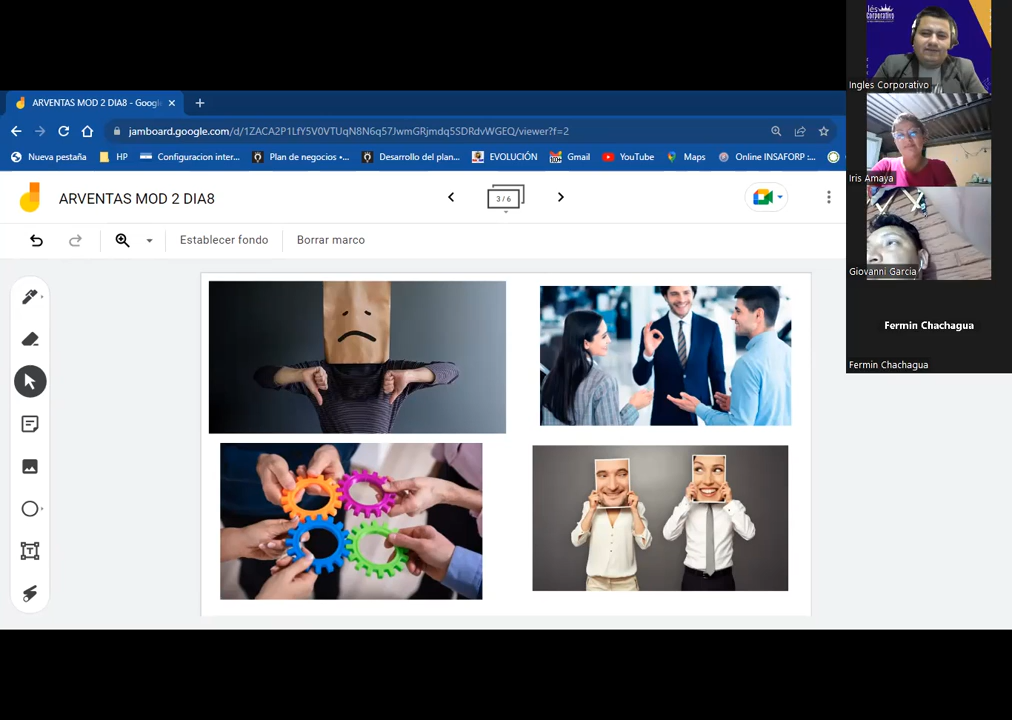 ARVENTAS MOD 2 DIA8 - Googl
jamboard.google.com/d/1ZACA2P1LfY5V0VTUqN8N6q57JwmGRjmdq5SDRdvWGEQ/viewer?f=2
Nueva pestaña
HP
Configuracion inter...
Plan de negocios •...
Desarrollo del plan...
EVOLUCIÓN
Gmail
YouTube
Maps
Online INSAFORP :...
ARVENTAS MOD 2 DIA8
3 / 6
Establecer fondo
Borrar marco
lés
corporativo
Ingles Corporativo
Iris Amaya
Giovanni Garcia
Fermin Chachagua
Fermin Chachagua